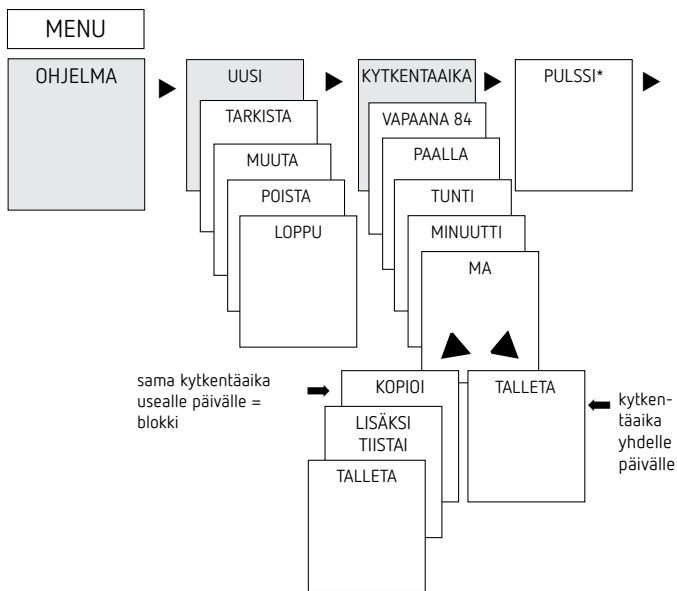 MENU
OHJELMA
UUSI
TARKISTA
MUUTA
POISTA
LOPPU
KYTKENTAAIKA
VAPAANA 84
PAALLA
TUNTI
MINUUTTI
MA
PULSSI*
sama kytkentäaika
usealle päivälle =
blokki
KOPIOI
LISÄKSI
TIISTAI
TALLETA
TALLETA
kytken-
täaika
yhdelle
päivälle